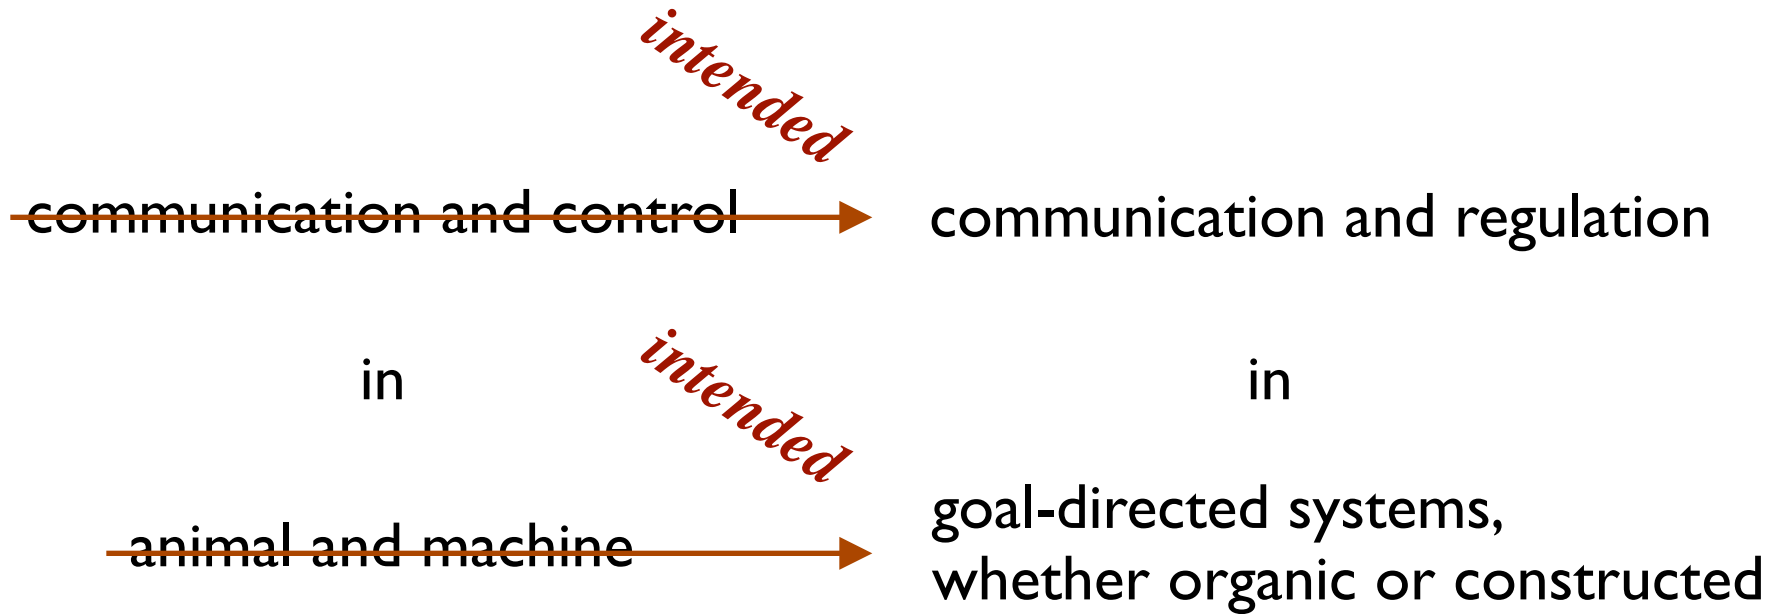 intended
communication and control
communication and regulation
in
in
intended
animal and machine
goal-directed systems,
whether organic or constructed